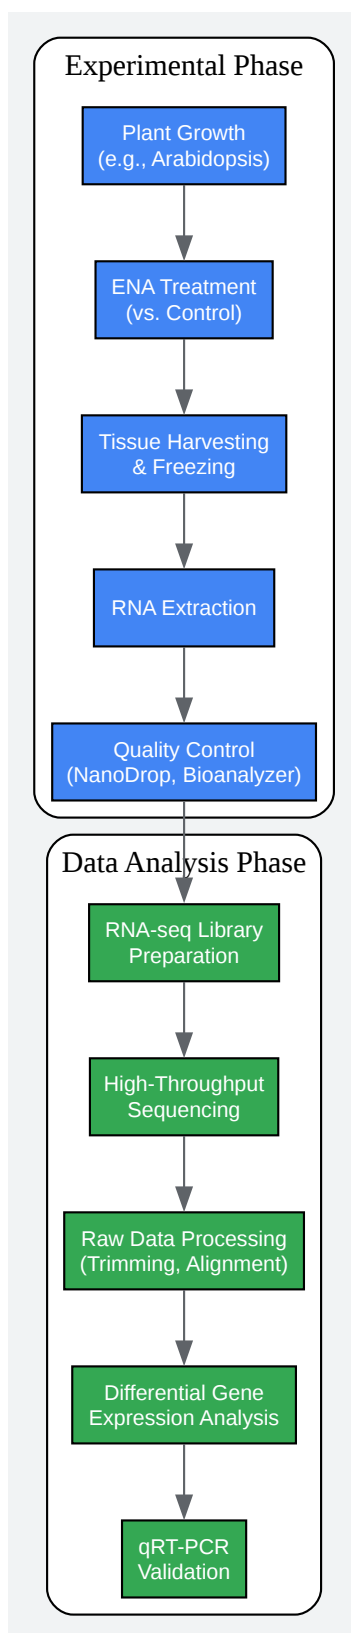 Experimental Phase
Plant Growth
(e.g., Arabidopsis)
ENA Treatment
(vs. Control)
Tissue Harvesting
& Freezing
RNA Extraction
Quality Control
(NanoDrop, Bioanalyzer)
Data Analysis Phase
RNA-seq Library
Preparation
High-Throughput
Sequencing
Raw Data Processing
(Trimming, Alignment)
Differential Gene
Expression Analysis
qRT-PCR
Validation